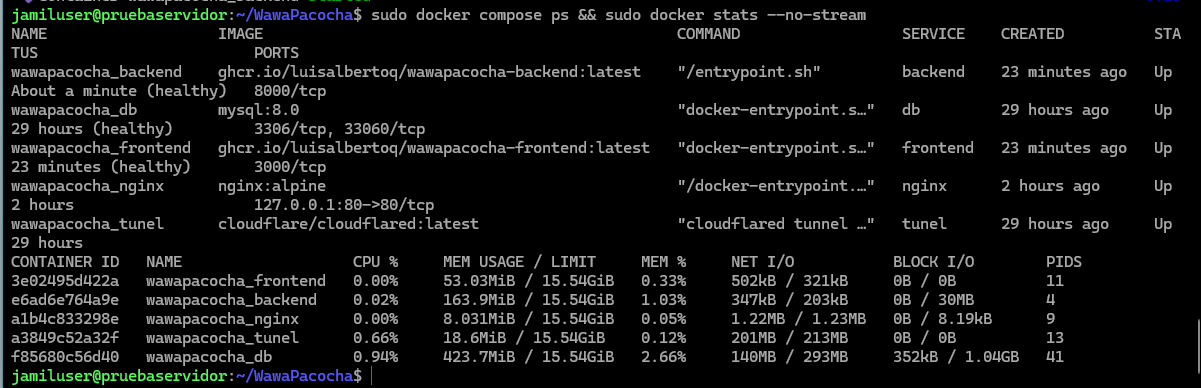 jamiluser@pruebaservidor:~/WawaPacocha$ sudo docker compose ps && sudo docker stats --no-stream
NAME IMAGE COMMAND SERVICE CREATED STA
TUS PORTS
wawapacocha_backend ghcr.io/luisalbertoq/wawapacocha-backend:latest "/entrypoint.sh" backend 23 minutes ago Up
About a minute (healthy) 8000/tcp
wawapacocha_db mysql:8.0 "docker-entrypoint.s…" db 29 hours ago Up
29 hours (healthy) 3306/tcp, 33060/tcp
wawapacocha_frontend ghcr.io/luisalbertoq/wawapacocha-frontend:latest "docker-entrypoint.s…" frontend 23 minutes ago Up
23 minutes (healthy) 3000/tcp
wawapacocha_nginx nginx:alpine "/docker-entrypoint.…" nginx 2 hours ago Up
2 hours 127.0.0.1:80->80/tcp
wawapacocha_tunel cloudflare/cloudflared:latest "cloudflared tunnel …" tunel 29 hours ago Up
29 hours
CONTAINER ID NAME CPU % MEM USAGE / LIMIT MEM % NET I/O BLOCK I/O PIDS
3e02495d422a wawapacocha_frontend 0.00% 53.03MiB / 15.54GiB 0.33% 502kB / 321kB 0B / 0B 11
e6ad6e764a9e wawapacocha_backend 0.02% 163.9MiB / 15.54GiB 1.03% 347kB / 203kB 0B / 30MB 4
a1b4c833298e wawapacocha_nginx 0.00% 8.031MiB / 15.54GiB 0.05% 1.22MB / 1.23MB 0B / 8.19kB 9
a3849c52a32f wawapacocha_tunel 0.66% 18.6MiB / 15.54GiB 0.12% 201MB / 213MB 0B / 0B 13
f85680c56d40 wawapacocha_db 0.94% 423.7MiB / 15.54GiB 2.66% 140MB / 293MB 352kB / 1.04GB 41
jamiluser@pruebaservidor:~/WawaPacocha$